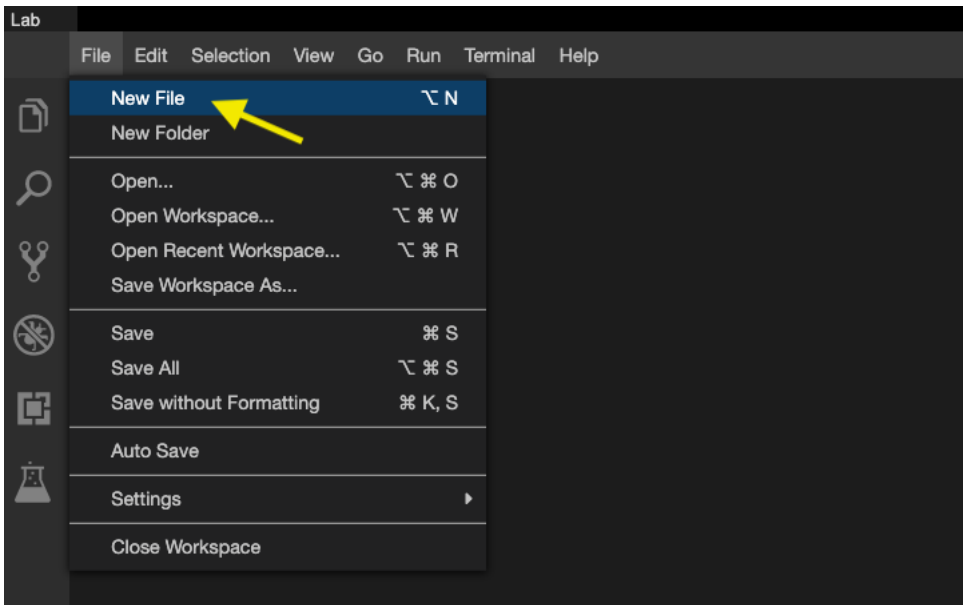 Lab
File Edit Selection View Go Run Terminal Help
New File ⌥ N
New Folder
Open... ⌥ ⌘ O
Open Workspace... ⌥ ⌘ W
Open Recent Workspace... ⌥ ⌘ R
Save Workspace As...
Save ⌘ S
Save All ⌥ ⌘ S
Save without Formatting ⌘ K, S
Auto Save
Settings
Close Workspace